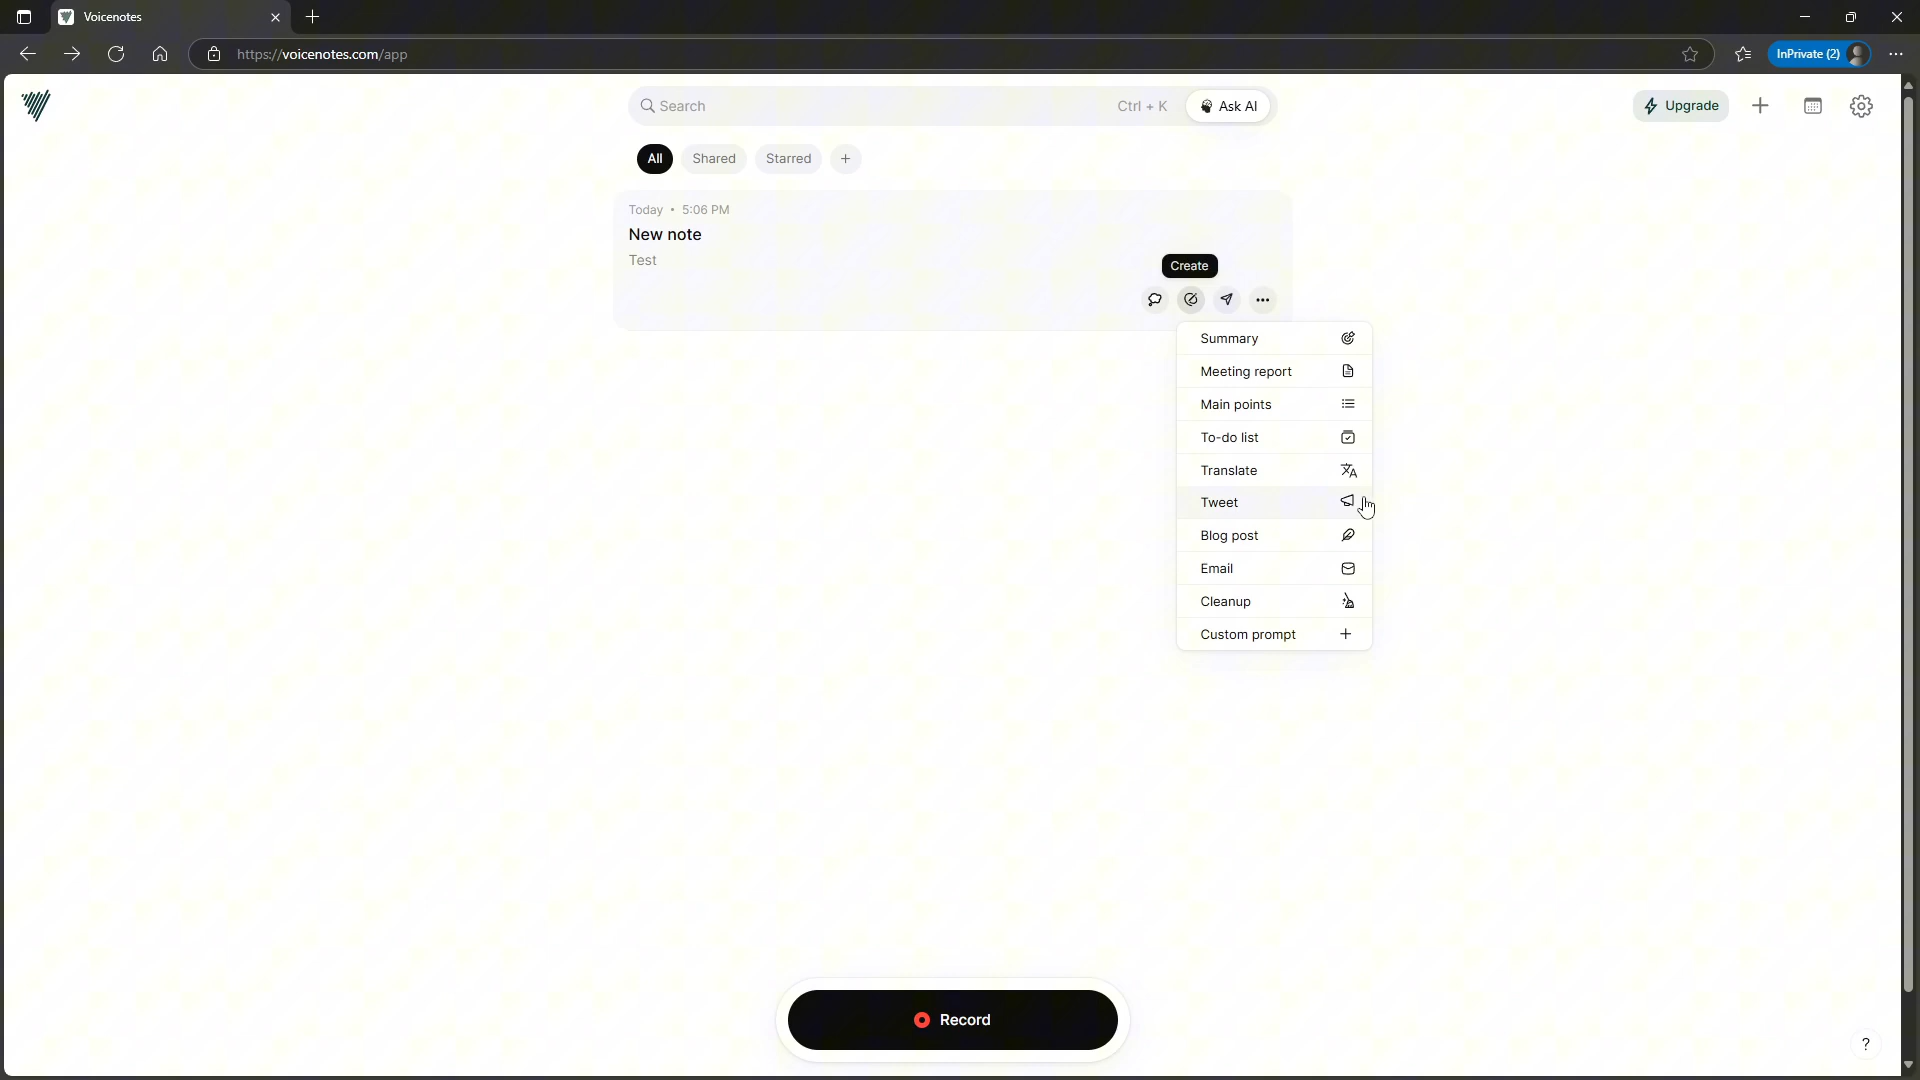 Voicenotes
https://voicenotes.com/app
InPrivate (2)
Search
Ctrl + K
Ask AI
Upgrade
All
Shared
Starred
+
Today • 5:06 PM
New note
Test
Create
Summary
Meeting report
Main points
To-do list
Translate
Tweet
Blog post
Email
Cleanup
Custom prompt
Record
?